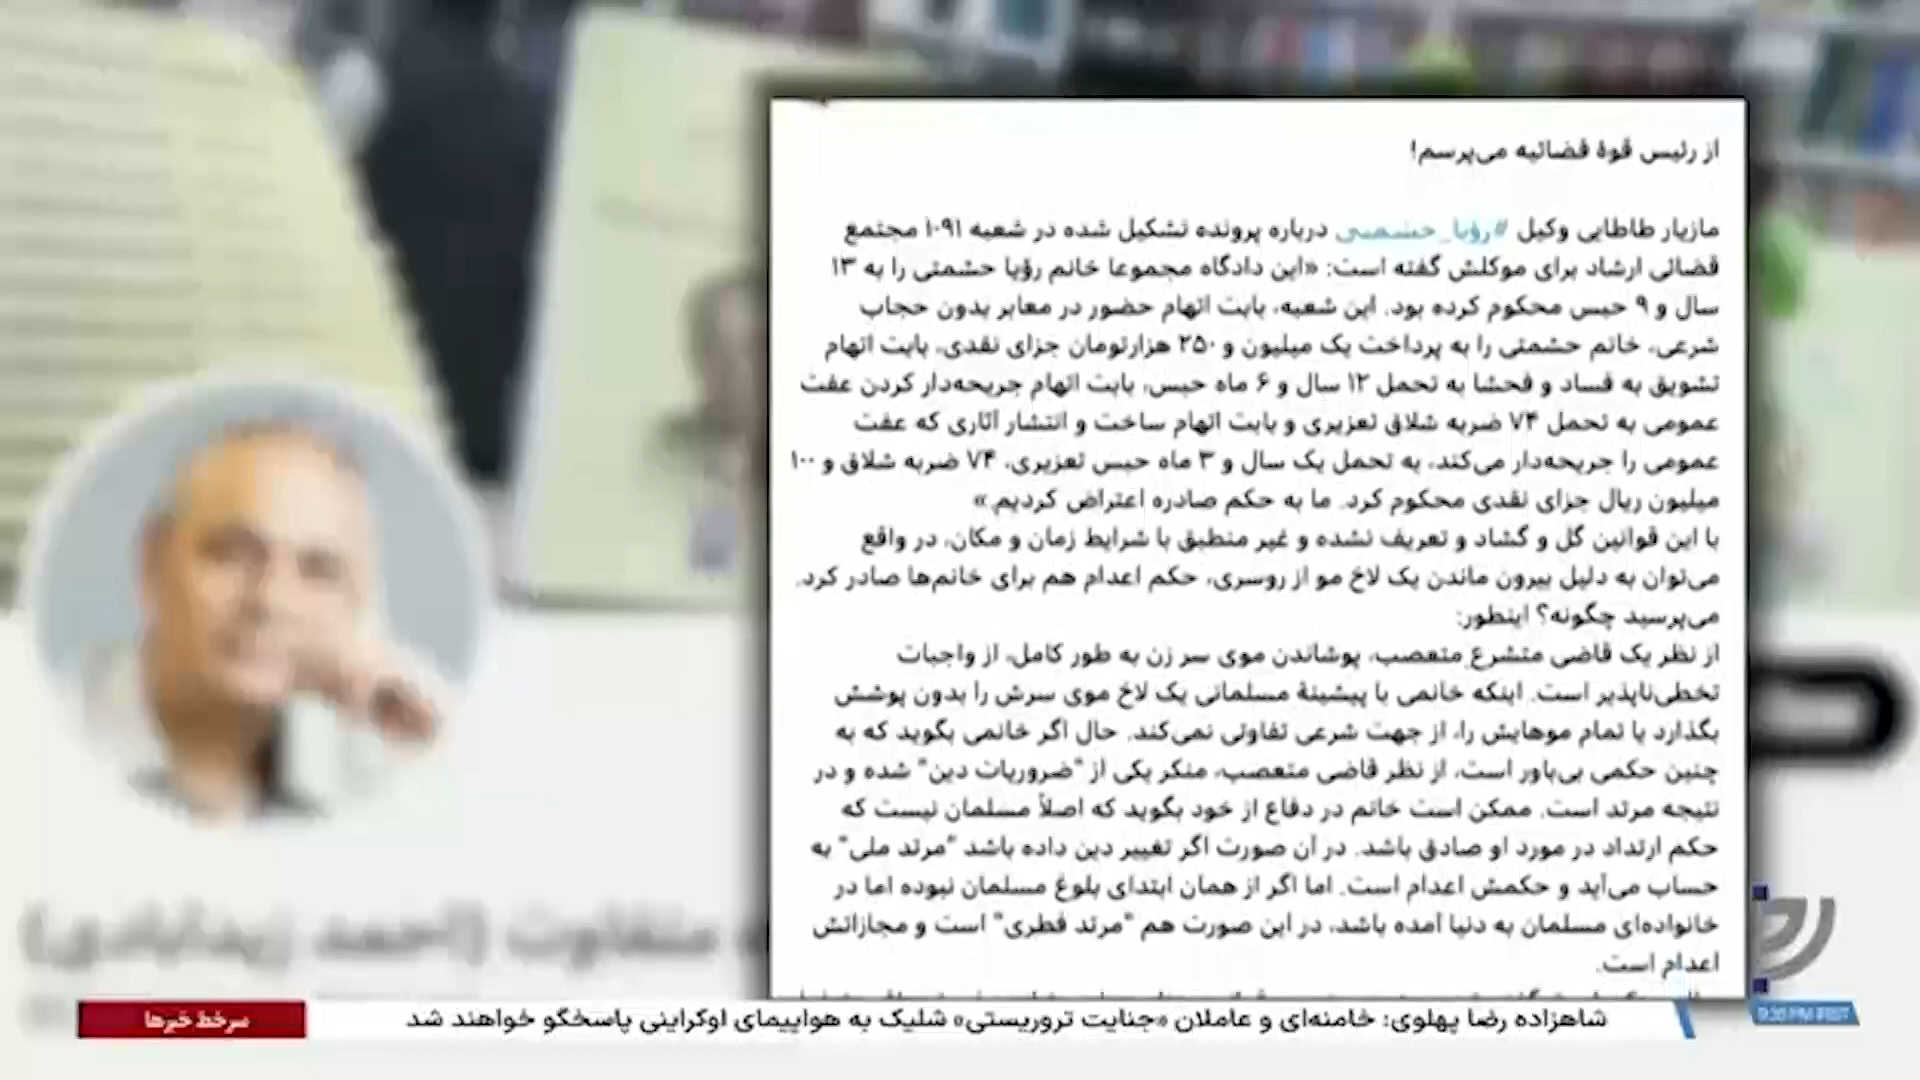 از رئیس قوهٔ قضائیه می‌پرسم!
مازیار طاطایی وکیل #رؤیا_حشمتی درباره پرونده تشکیل شده در شعبه ۱۰۹۱ مجتمع
قضائی ارشاد برای موکلش گفته است: «این دادگاه مجموعا خانم رؤیا حشمتی را به ۱۳
سال و ۹ حبس محکوم کرده بود. این شعبه، بابت اتهام حضور در معابر بدون حجاب
شرعی، خانم حشمتی را به پرداخت یک میلیون و ۲۵۰ هزارتومان جزای نقدی، بابت اتهام
تشویق به فساد و فحشا به تحمل ۱۲ سال و ۶ ماه حبس، بابت اتهام جریحه‌دار کردن عفت
عمومی به تحمل ۷۴ ضربه شلاق تعزیری و بابت اتهام ساخت و انتشار آثاری که عفت
عمومی را جریحه‌دار می‌کند، به تحمل یک سال و ۳ ماه حبس تعزیری، ۷۴ ضربه شلاق و ۱۰۰
میلیون ریال جزای نقدی محکوم کرد. ما به حکم صادره اعتراض کردیم.»
با این قوانین گل و گشاد و تعریف نشده و غیر منطبق با شرایط زمان و مکان، در واقع
می‌توان به دلیل بیرون ماندن یک لاخ مو از روسری، حکم اعدام هم برای خانم‌ها صادر کرد.
می‌پرسید چگونه؟ اینطور:
از نظر یک قاضی متشرع متعصب، پوشاندن موی سر زن به طور کامل، از واجبات
تخطی‌ناپذیر است. اینکه خانمی با پیشینهٔ مسلمانی یک لاخ موی سرش را بدون پوشش
بگذارد یا تمام موهایش را، از جهت شرعی تفاوتی نمی‌کند. حال اگر خانمی بگوید که به
چنین حکمی بی‌باور است، از نظر قاضی متعصب، منکر یکی از "ضروریات دین" شده و در
نتیجه مرتد است. ممکن است خانم در دفاع از خود بگوید که اصلاً مسلمان نیست که
حکم ارتداد در مورد او صادق باشد. در آن صورت اگر تغییر دین داده باشد "مرتد ملی" به
حساب می‌آید و حکمش اعدام است. اما اگر از همان ابتدای بلوغ مسلمان نبوده اما در
خانواده‌ای مسلمان به دنیا آمده باشد، در این صورت هم "مرتد فطری" است و مجازاتش
اعدام است.
متفاوت (احمد زیدآبادی)
سرخط خبرها
شاهزاده رضا پهلوی: خامنه‌ای و عاملان «جنایت تروریستی» شلیک به هواپیمای اوکراینی پاسخگو خواهند شد